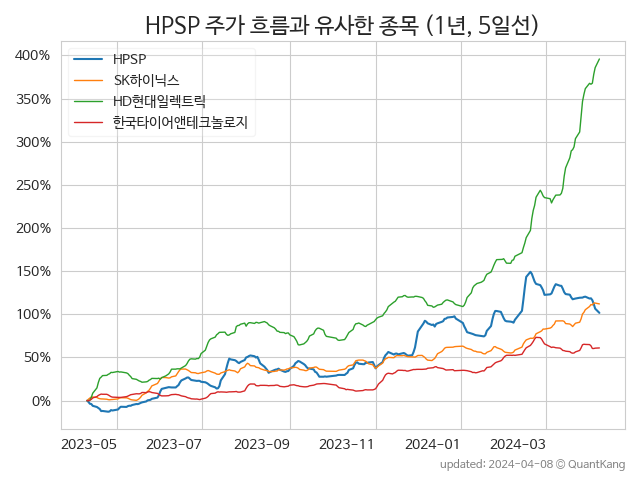 HPSP 주가 흐름과 유사한 종목 (1년, 5일선)
400%
350%
300%
250%
200%
150%
100%
50%
0%
HPSP
SK하이닉스
HD현대일렉트릭
한국타이어앤테크놀로지
2023-05 2023-07 2023-09 2023-11 2024-01 2024-03
updated: 2024-04-08 © QuantKang